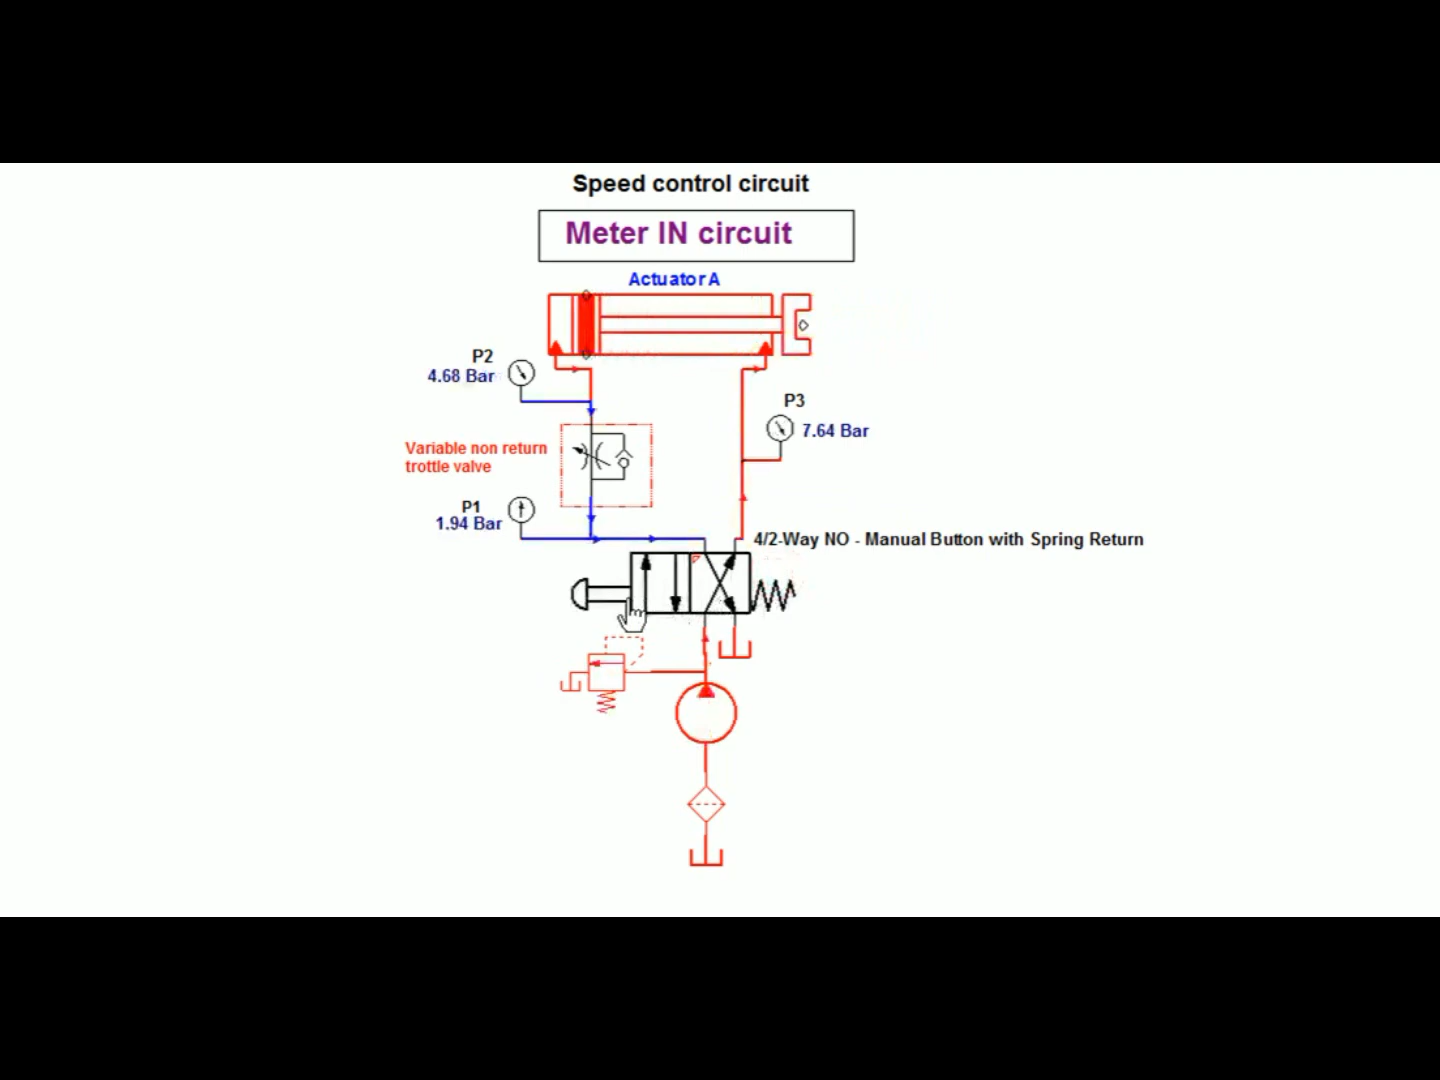 Speed control circuit
Meter IN circuit
Actuator A
P2
4.68 Bar
P3
7.64 Bar
Variable non return
trottle valve
P1
1.94 Bar
4/2-Way NO - Manual Button with Spring Return